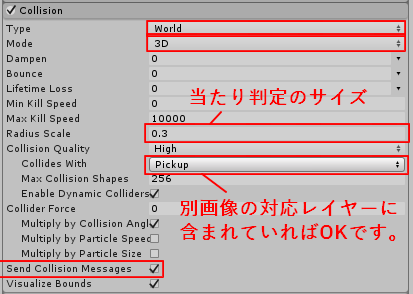 Collision
Type World
Mode 3D
Dampen 0
Bounce 0
Lifetime Loss 0
Min Kill Speed 0
当たり判定のサイズ
Max Kill Speed 10000
Radius Scale 0.3
Collision Quality High
Collides With Pickup
Max Collision Shapes 256
Enable Dynamic Colliders
Collider Force 0
別画像の対応レイヤーに
含まれていればOKです。
Multiply by Collision Angl
Multiply by Particle Speed
Multiply by Particle Size
Send Collision Messages
Visualize Bounds